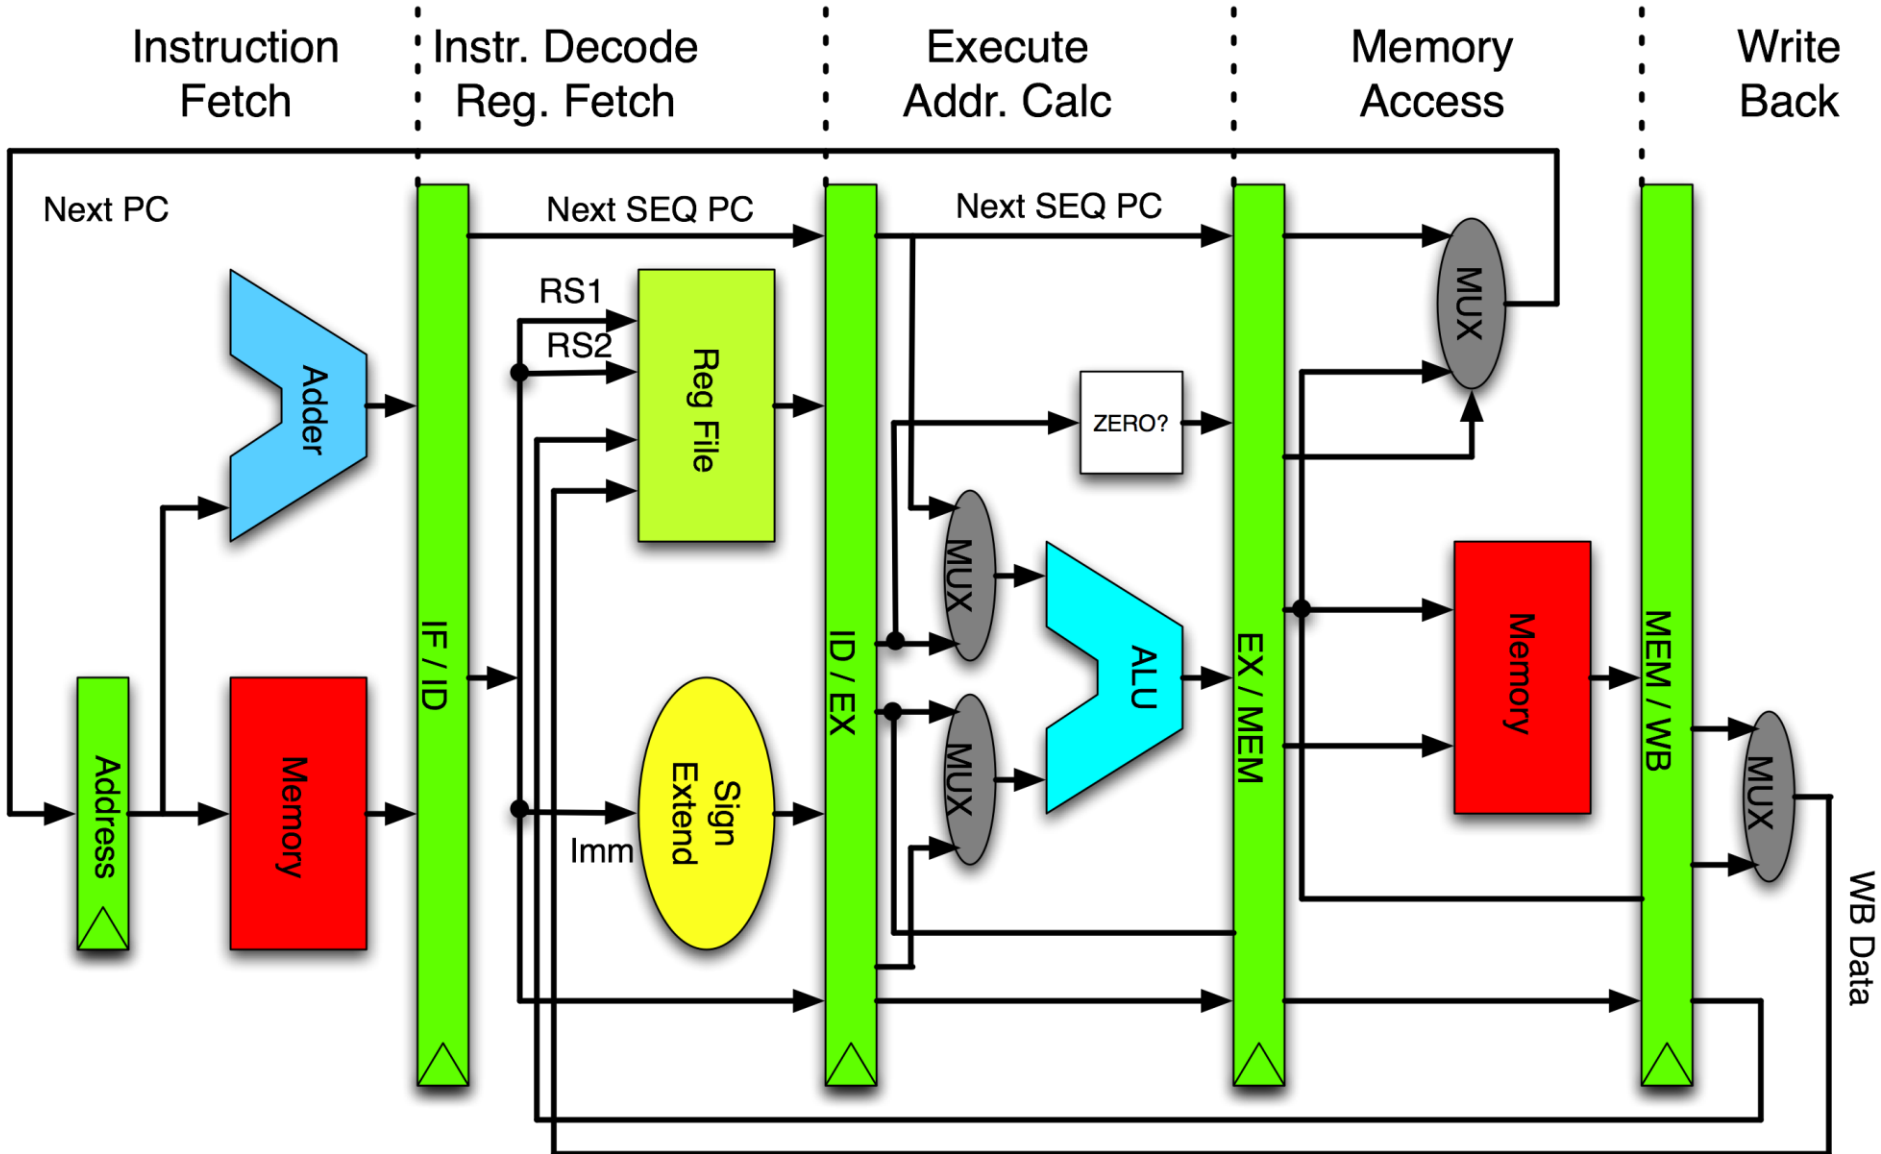 Instruction
Fetch
Instr. Decode
Reg. Fetch
Execute
Addr. Calc
Memory
Access
Write
Back
Next PC
Next SEQ PC
Next SEQ PC
RS1
RS2
MUX
Adder
Reg File
ZERO?
MUX
IF / ID
ID / EX
ALU
EX / MEM
Memory
MEM / WB
Address
Memory
Sign
Extend
Imm
MUX
MUX
WB Data